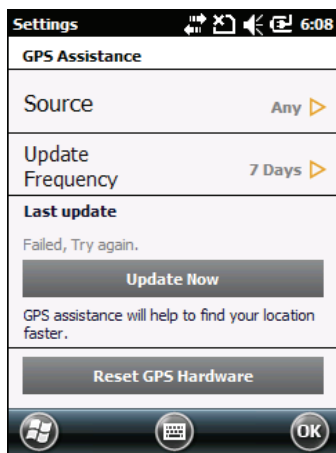 Settings 6:08
GPS Assistance
Source Any
Update
Frequency 7 Days
Last update
Failed, Try again.
Update Now
GPS assistance will help to find your location
faster.
Reset GPS Hardware
OK